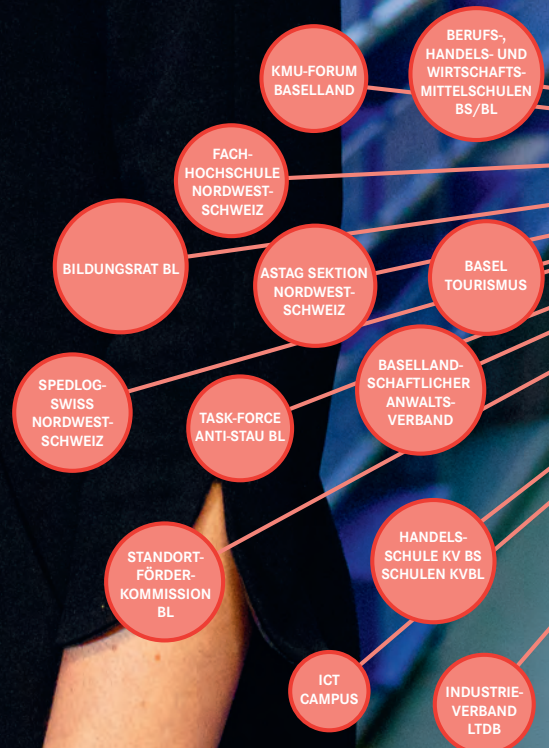 KMU-FORUM
BASELLAND
BERUFS-,
HANDELS- UND
WIRTSCHAFTS-
MITTELSCHULEN
BS/BL
FACH-
HOCHSCHULE
NORDWEST-
SCHWEIZ
BILDUNGSRAT BL
ASTAG SEKTION
NORDWEST-
SCHWEIZ
BASEL
TOURISMUS
SPEDLOG-
SWISS
NORDWEST-
SCHWEIZ
TASK-FORCE
ANTI-STAU BL
BASELLAND-
SCHAFTLICHER
ANWALTS-
VERBAND
STANDORT-
FÖRDER-
KOMMISSION
BL
HANDELS-
SCHULE KV BS
SCHULEN KVBL
ICT
CAMPUS
INDUSTRIE-
VERBAND
LTDB